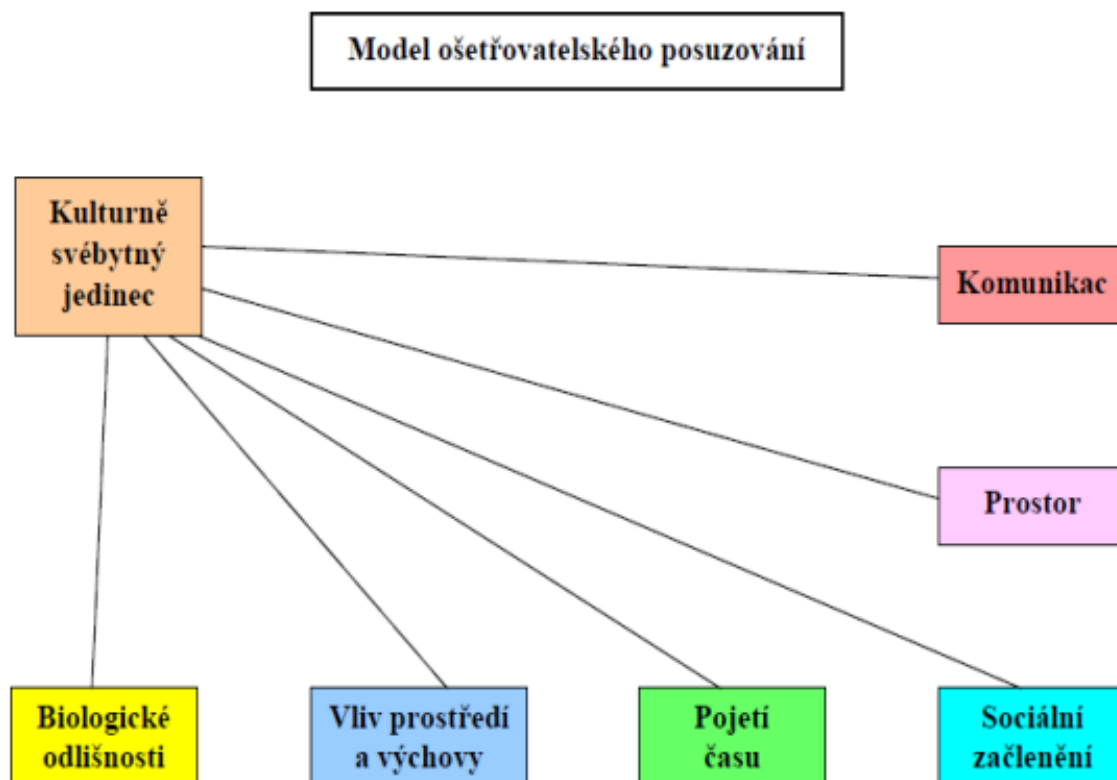 Model ošetřovatelského posuzování
Kulturně
svébytný
jedinec
Komunikac
Prostor
Biologické
odlišnosti
Vliv prostředí
a výchovy
Pojetí
času
Sociální
začlenění